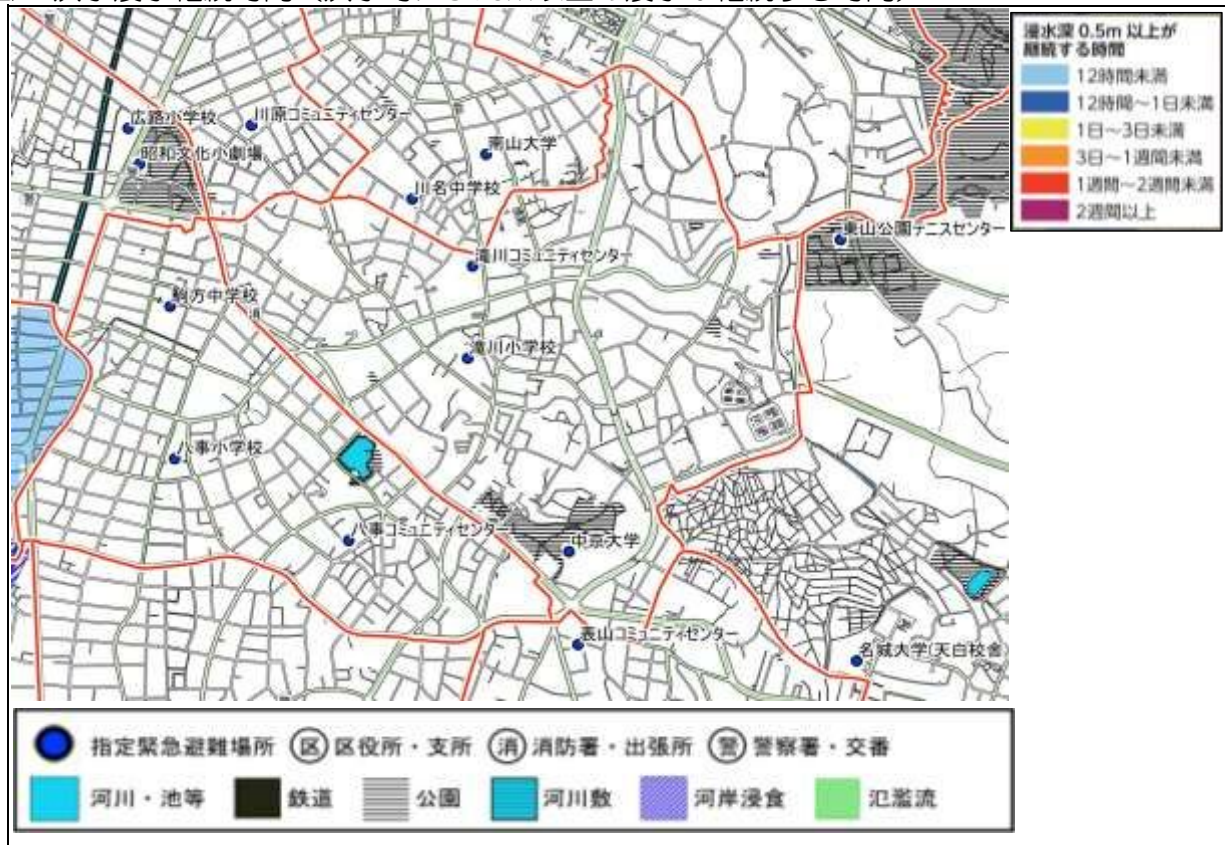 浸水深 0.5m 以上が
継続する時間
12時間未満
12時間～1日未満
1日～3日未満
3日～1週間未満
1週間～2週間未満
2週間以上
広路小学校
川原コミュニティセンター
昭和文化小劇場
南山大学
川名中学校
東山公園テニスセンター
滝川コミュニティセンター
駒方中学校
消
滝川小学校
八事小学校
八事コミュニティセンター
中京大学
表山コミュニティセンター
名城大学(天白校舎)
指定緊急避難場所 区 区役所・支所 消 消防署・出張所 警 警察署・交番
河川・池等 鉄道 公園 河川敷 河岸浸食 氾濫流